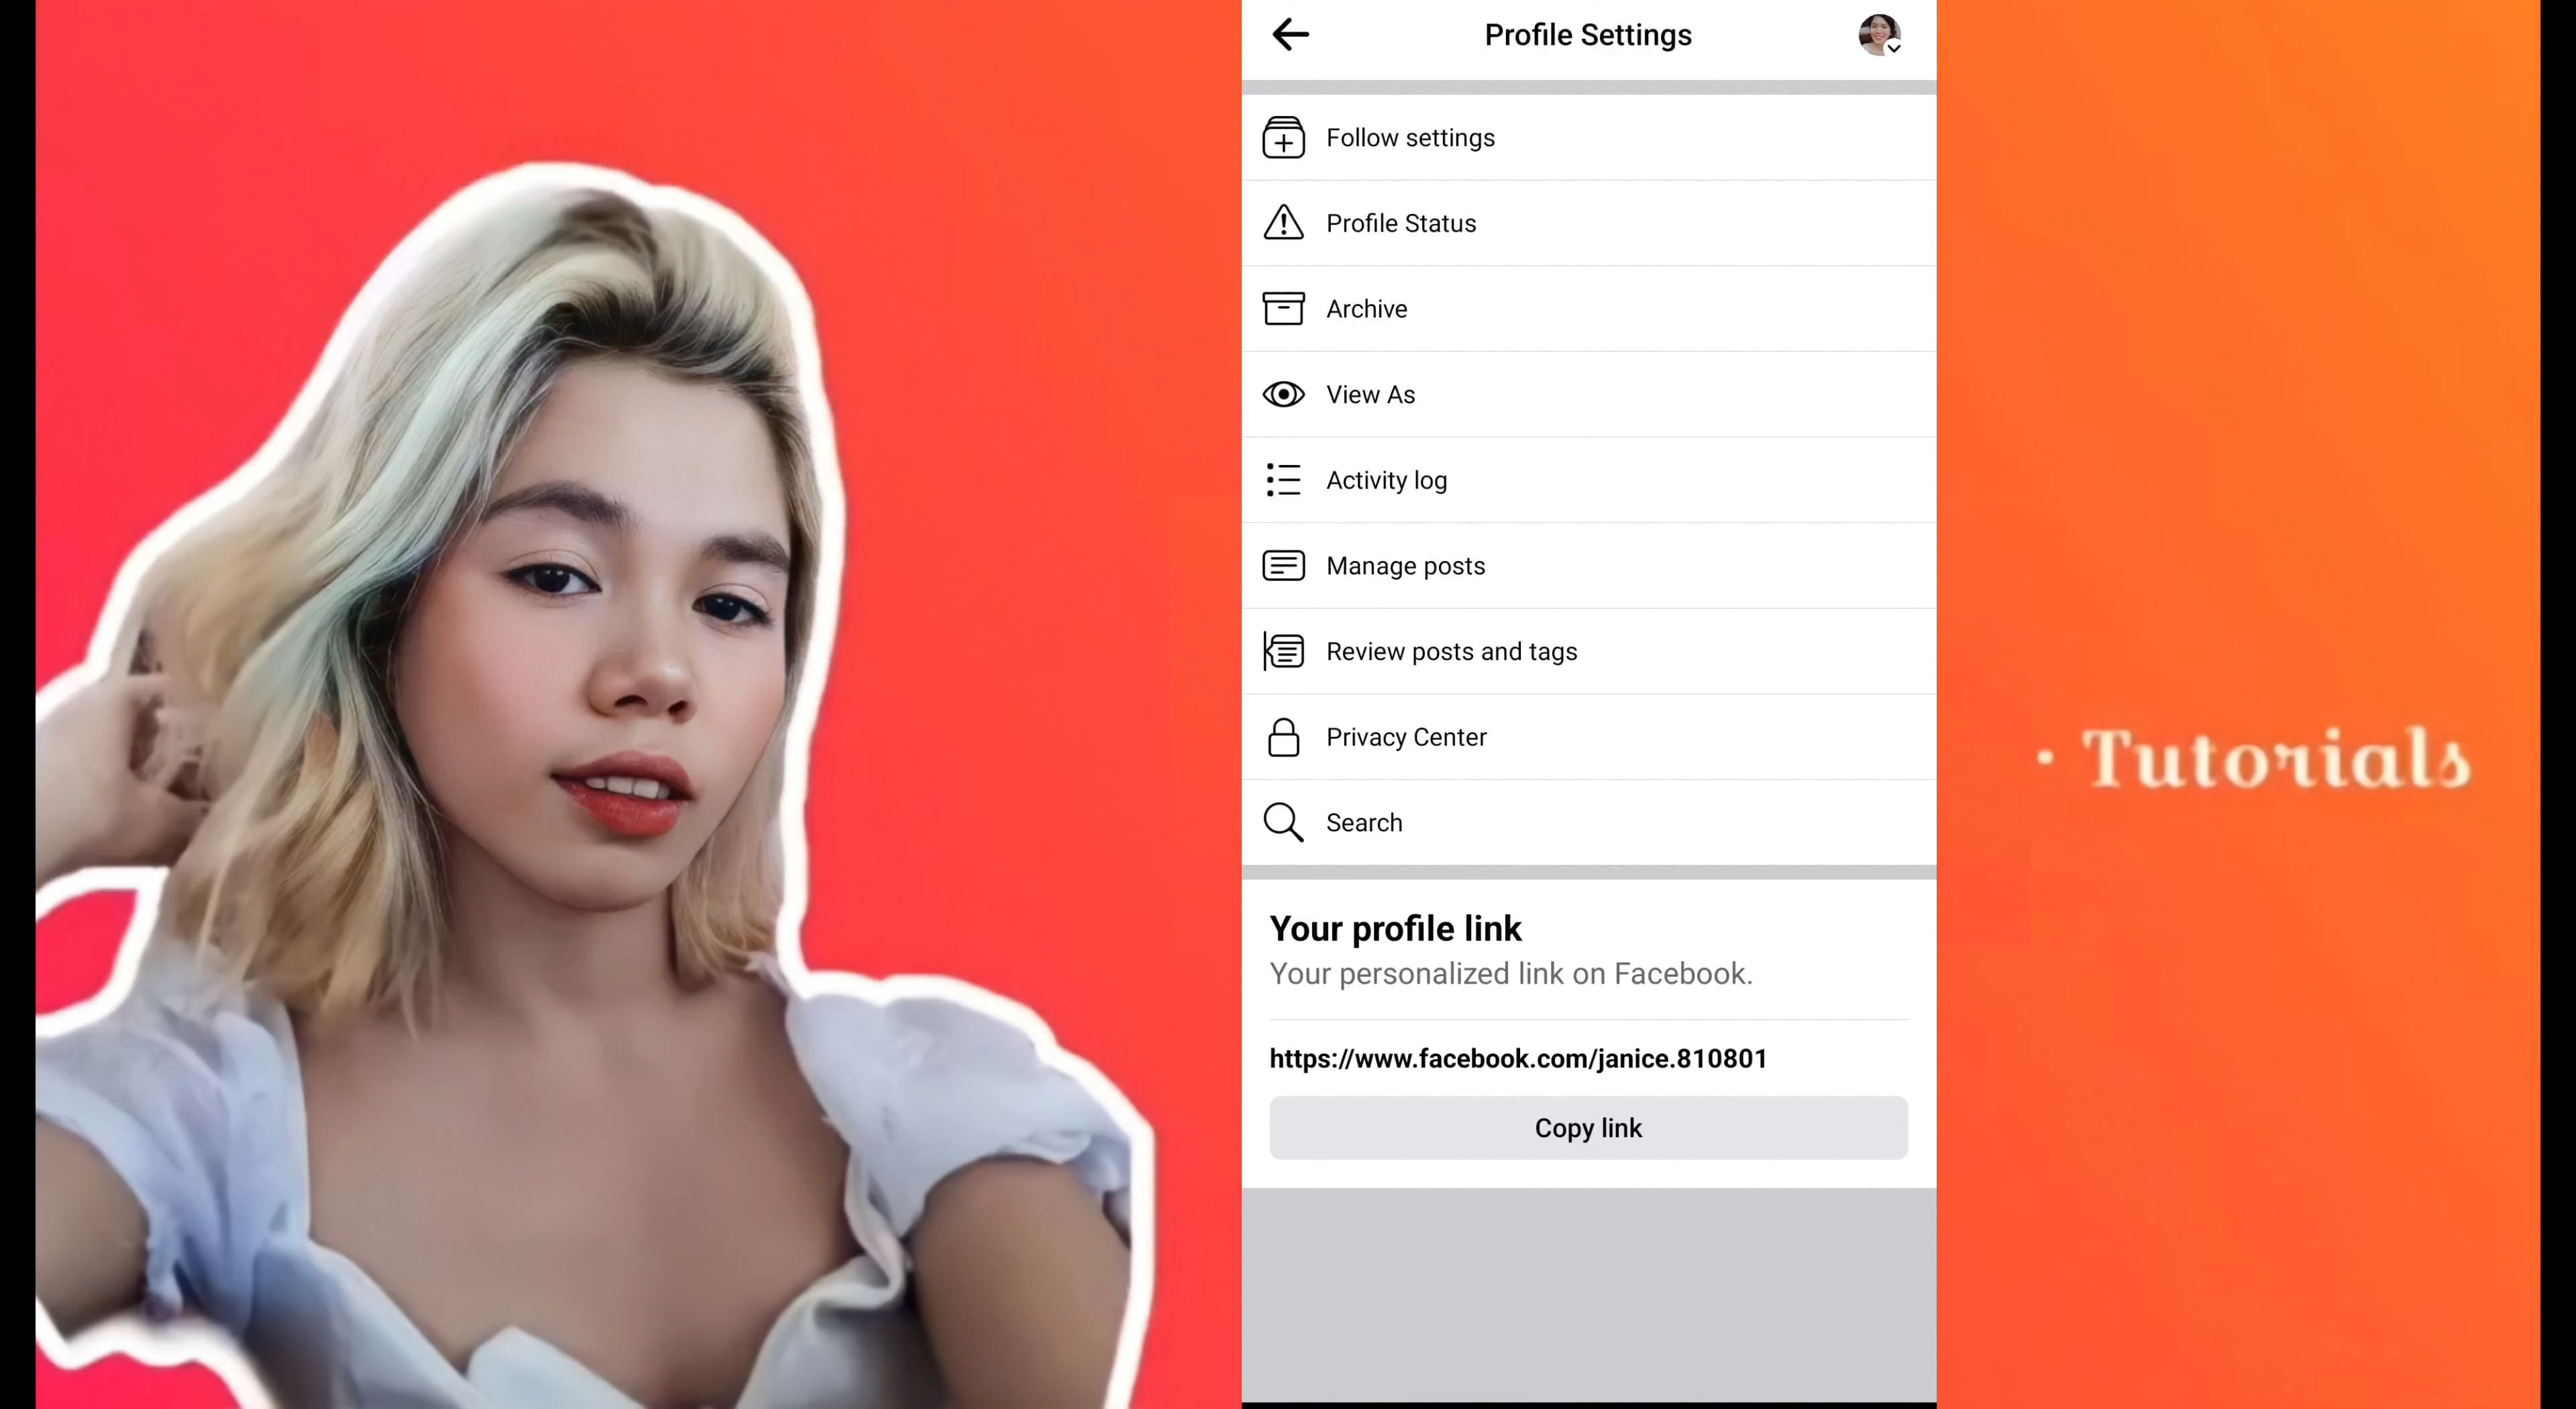 Profile Settings
Follow settings
Profile Status
Archive
View As
Activity log
Manage posts
Review posts and tags
Privacy Center
Search
Your profile link
Your personalized link on Facebook.
https://www.facebook.com/janice.810801
Copy link
· Tutorials